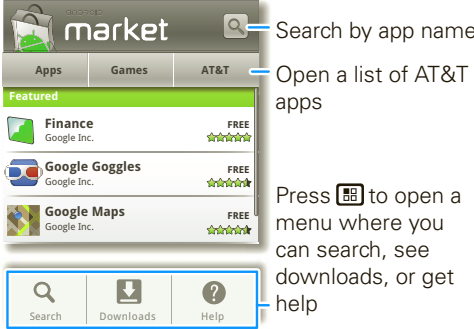 ANDROID
market
Search by app name
Apps Games AT&T
Open a list of AT&T
apps
Featured
Finance FREE
Google Inc.
Google Goggles FREE
Google Inc.
Google Maps FREE
Google Inc.
Press to open a
menu where you
can search, see
downloads, or get
help
Search Downloads Help